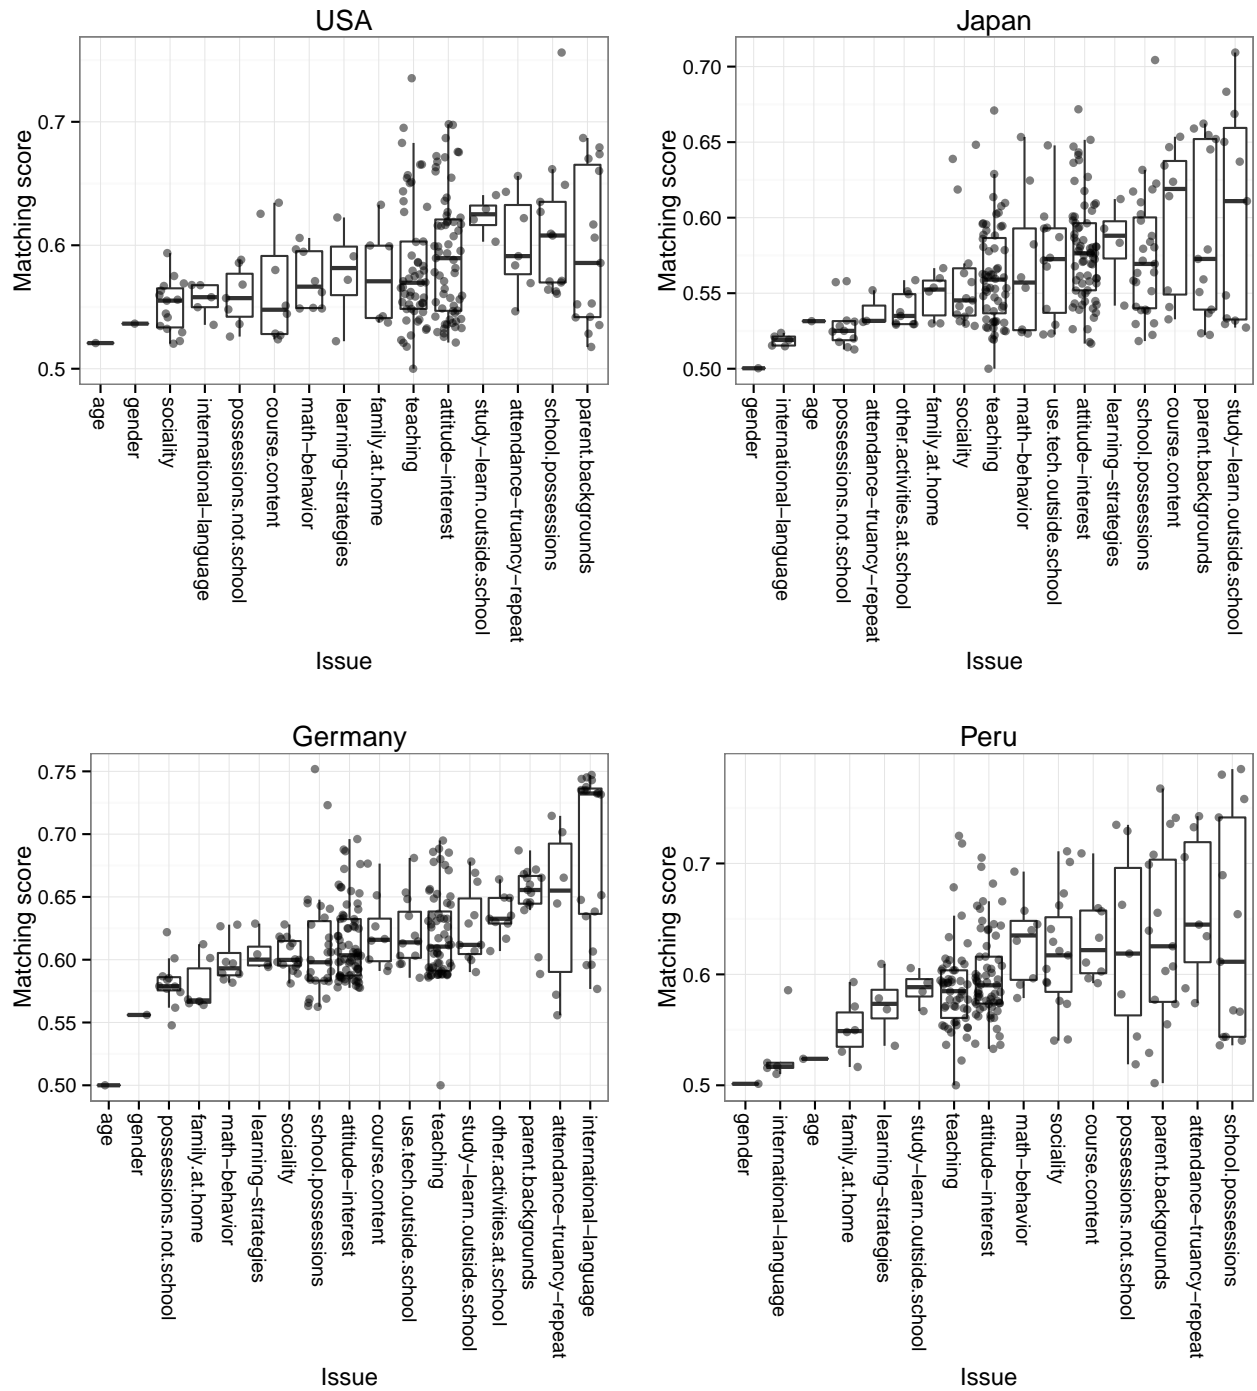 USA
Matching score
0.7
0.6
0.5
age
gender
sociality
international−language
possessions.not.school
course.content
math−behavior
learning−strategies
family.at.home
teaching
attitude−interest
study−learn.outside.school
attendance−truancy−repeat
school.possessions
parent.backgrounds
Issue
Japan
Matching score
0.70
0.65
0.60
0.55
0.50
gender
international−language
age
possessions.not.school
attendance−truancy−repeat
other.activities.at.school
family.at.home
sociality
teaching
math−behavior
use.tech.outside.school
attitude−interest
learning−strategies
school.possessions
course.content
parent.backgrounds
study−learn.outside.school
Issue
Germany
Matching score
0.75
0.70
0.65
0.60
0.55
0.50
age
gender
possessions.not.school
family.at.home
math−behavior
learning−strategies
sociality
school.possessions
attitude−interest
course.content
use.tech.outside.school
teaching
study−learn.outside.school
other.activities.at.school
parent.backgrounds
attendance−truancy−repeat
international−language
Issue
Peru
Matching score
0.7
0.6
0.5
gender
international−language
age
family.at.home
learning−strategies
study−learn.outside.school
teaching
attitude−interest
math−behavior
sociality
course.content
possessions.not.school
parent.backgrounds
attendance−truancy−repeat
school.possessions
Issue